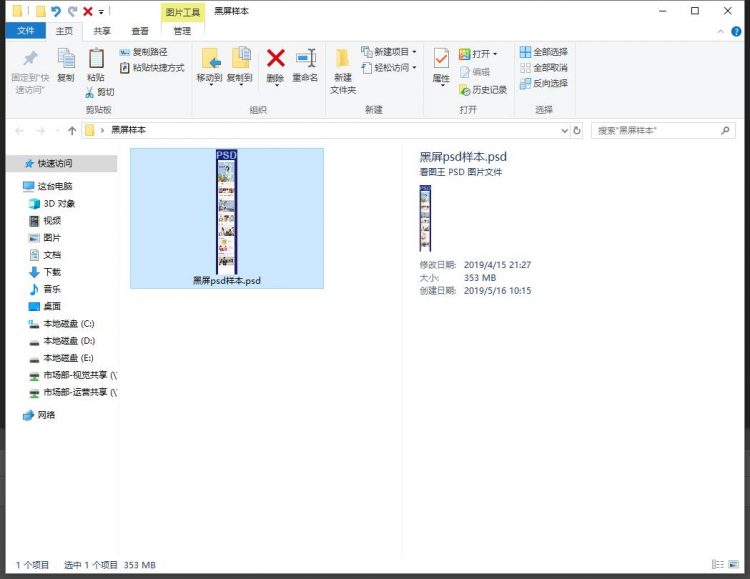 图片工具
黑屏样本
文件
主页
共享
查看
管理
固定到"快速访问"
复制
粘贴
复制路径
粘贴快捷方式
剪切
剪贴板
移动到
复制到
删除
重命名
组织
新建
文件夹
新建项目
轻松访问
新建
属性
打开
编辑
历史记录
打开
全部选择
全部取消
反向选择
选择
黑屏样本
搜索"黑屏样本"
快速访问
这台电脑
3D 对象
视频
图片
文档
下载
音乐
桌面
本地磁盘 (C:)
本地磁盘 (D:)
本地磁盘 (E:)
市场部-视觉共享 (\\
市场部-运营共享 (\\
网络
PSD
黑屏psd样本.psd
黑屏psd样本.psd
看图王 PSD 图片文件
修改日期: 2019/4/15 21:27
大小: 353 MB
创建日期: 2019/5/16 10:15
1 个项目 选中 1 个项目 353 MB